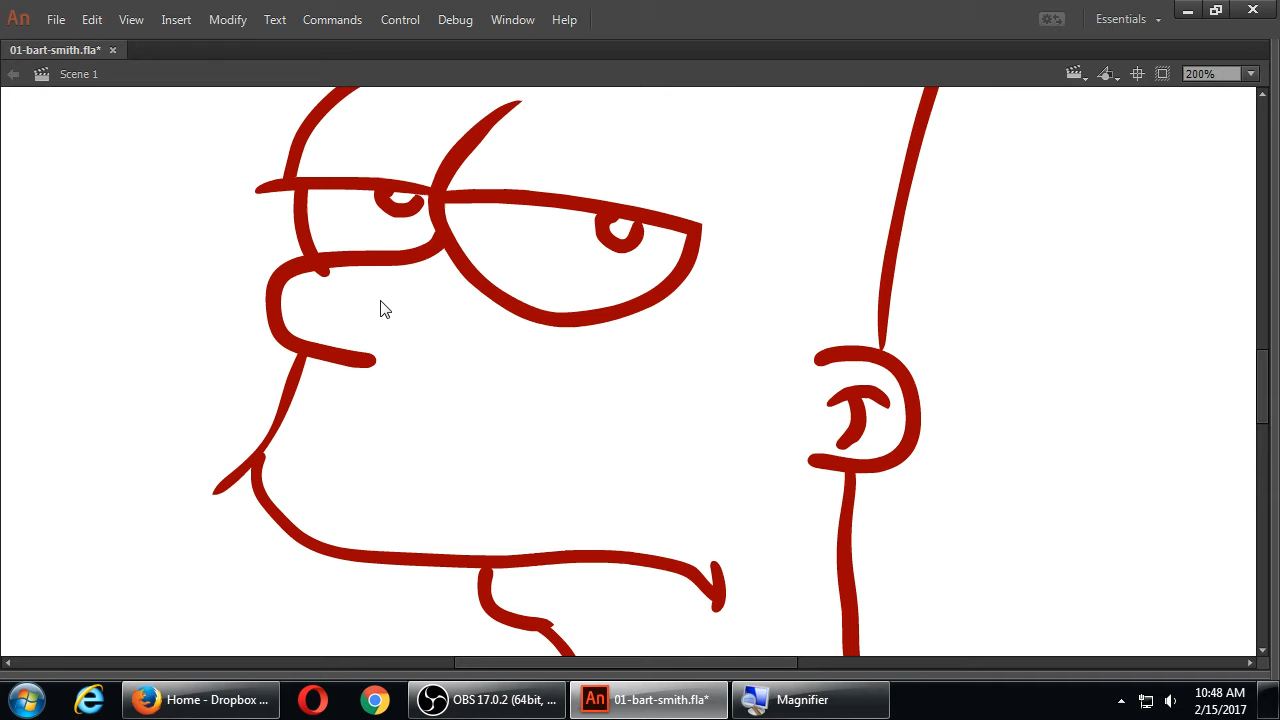 An File Edit View Insert Modify Text Commands Control Debug Window Help Essentials
01-bart-smith.fla* ×
Scene 1 200%
Home - Dropbox ... OBS 17.0.2 (64bit, ... An 01-bart-smith.fla* Magnifier 10:48 AM
2/15/2017